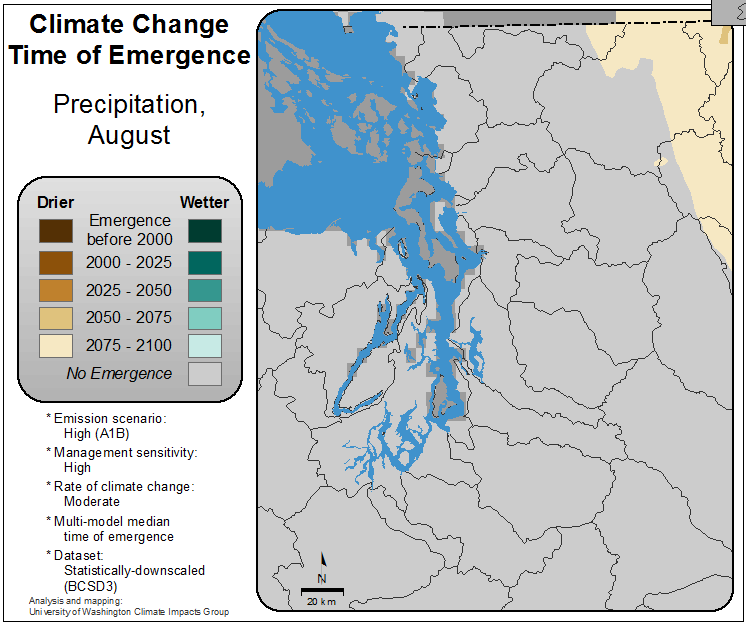 Climate Change
Time of Emergence
Precipitation,
August
Drier Wetter
Emergence
before 2000
2000 - 2025
2025 - 2050
2050 - 2075
2075 - 2100
No Emergence
* Emission scenario:
High (A1B)
* Management sensitivity:
High
* Rate of climate change:
Moderate
* Multi-model median
time of emergence
* Dataset:
Statistically-downscaled
(BCSD3)
Analysis and mapping:
University of Washington Climate Impacts Group
N
20 km